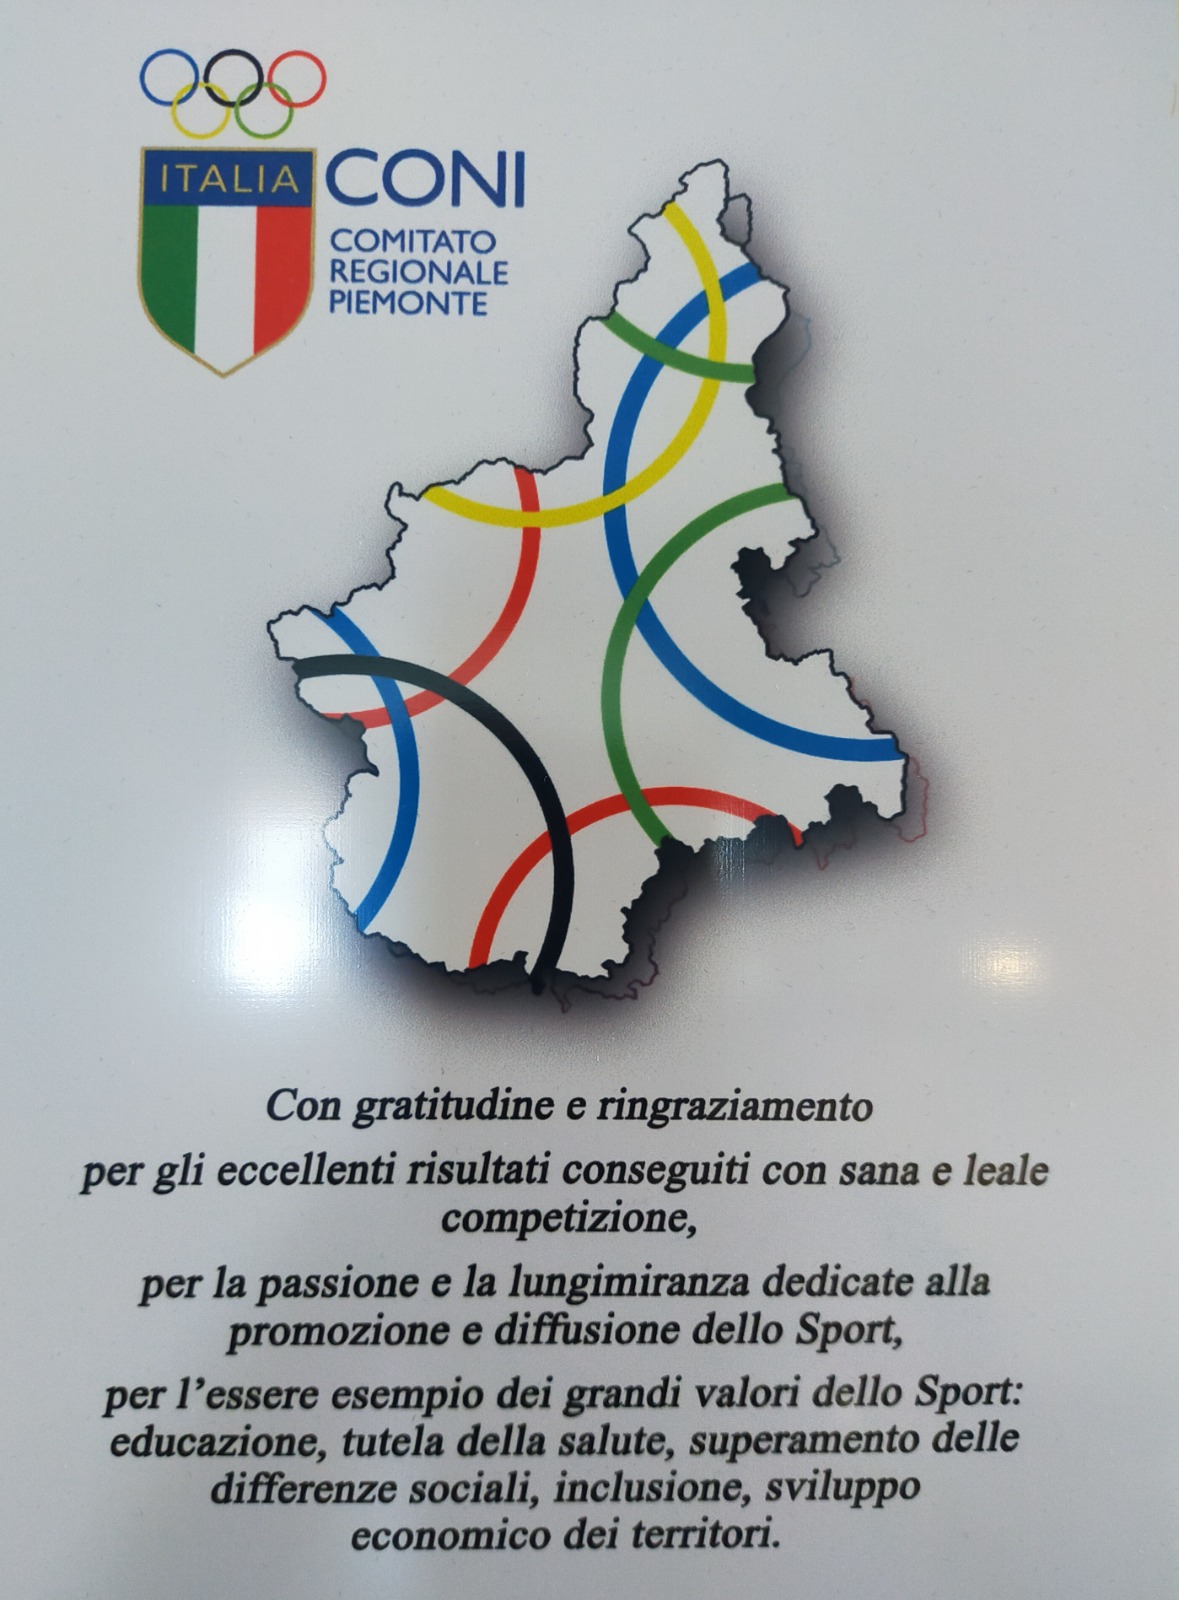 ITALIA
CONI
COMITATO
REGIONALE
PIEMONTE
Con gratitudine e ringraziamento
per gli eccellenti risultati conseguiti con sana e leale
competizione,
per la passione e la lungimiranza dedicate alla
promozione e diffusione dello Sport,
per l’essere esempio dei grandi valori dello Sport:
educazione, tutela della salute, superamento delle
differenze sociali, inclusione, sviluppo
economico dei territori.